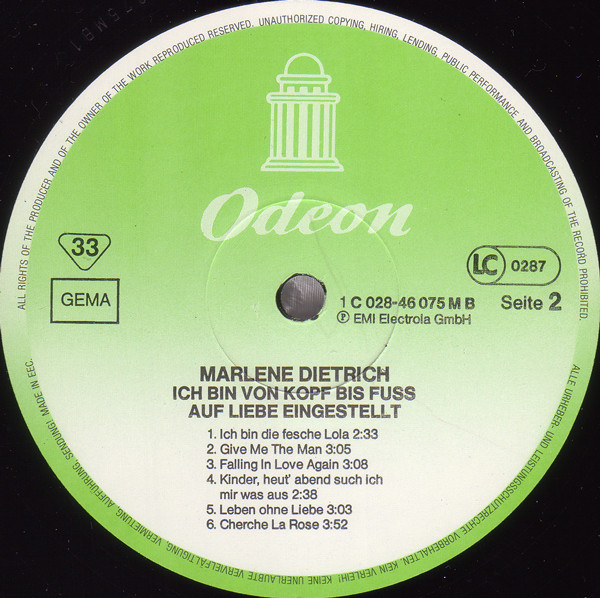 ALL RIGHTS OF THE PRODUCER AND OF THE OWNER OF THE WORK REPRODUCED RESERVED. UNAUTHORIZED COPYING, HIRING, LENDING, PUBLIC PERFORMANCE AND BROADCASTING OF THE RECORD PROHIBITED.
Odeon
33
GEMA
LC 0287
1 C 028-46 075 M B
Ⓟ EMI Electrola GmbH
Seite 2
MARLENE DIETRICH
ICH BIN VON KOPF BIS FUSS
AUF LIEBE EINGESTELLT
1. Ich bin die fesche Lola 2:33
2. Give Me The Man 3:05
3. Falling In Love Again 3:08
4. Kinder, heut' abend such ich
mir was aus 2:38
5. Leben ohne Liebe 3:03
6. Cherche La Rose 3:52
ALLE URHEBER- UND LEISTUNGSSCHUTZRECHTE VORBEHALTEN. KEIN VERLEIH! KEINE UNERLAUBTE VERVIELFÄLTIGUNG, VERMIETUNG, AUFFÜHRUNG, SENDUNG! MADE IN EEC.